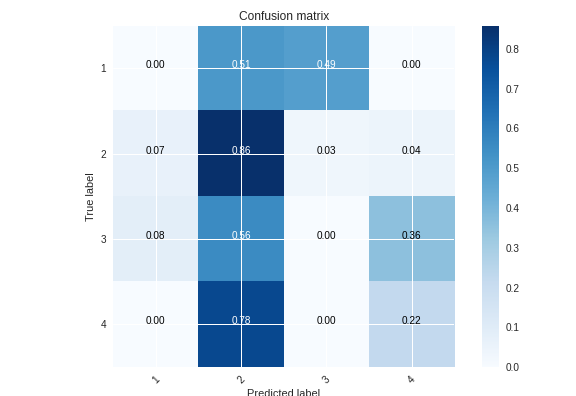 Confusion matrix
True label
1 0.00 0.51 0.49 0.00
2 0.07 0.86 0.03 0.04
3 0.08 0.56 0.00 0.36
4 0.00 0.78 0.00 0.22
1 2 3 4
Predicted label
0.8
0.7
0.6
0.5
0.4
0.3
0.2
0.1
0.0